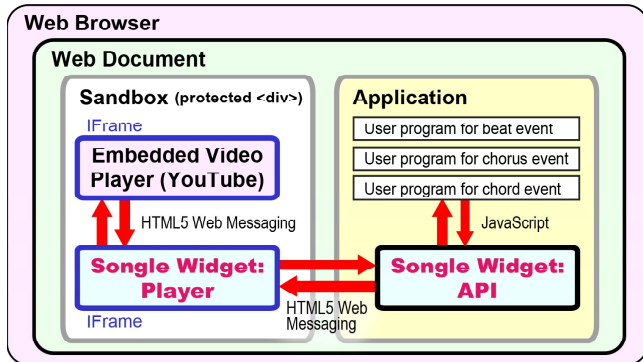 Web Browser
Web Document
Sandbox (protected <div>)
IFrame
Embedded Video
Player (YouTube)
HTML5 Web Messaging
Songle Widget:
Player
IFrame
Application
User program for beat event
User program for chorus event
User program for chord event
JavaScript
Songle Widget:
API
HTML5 Web
Messaging